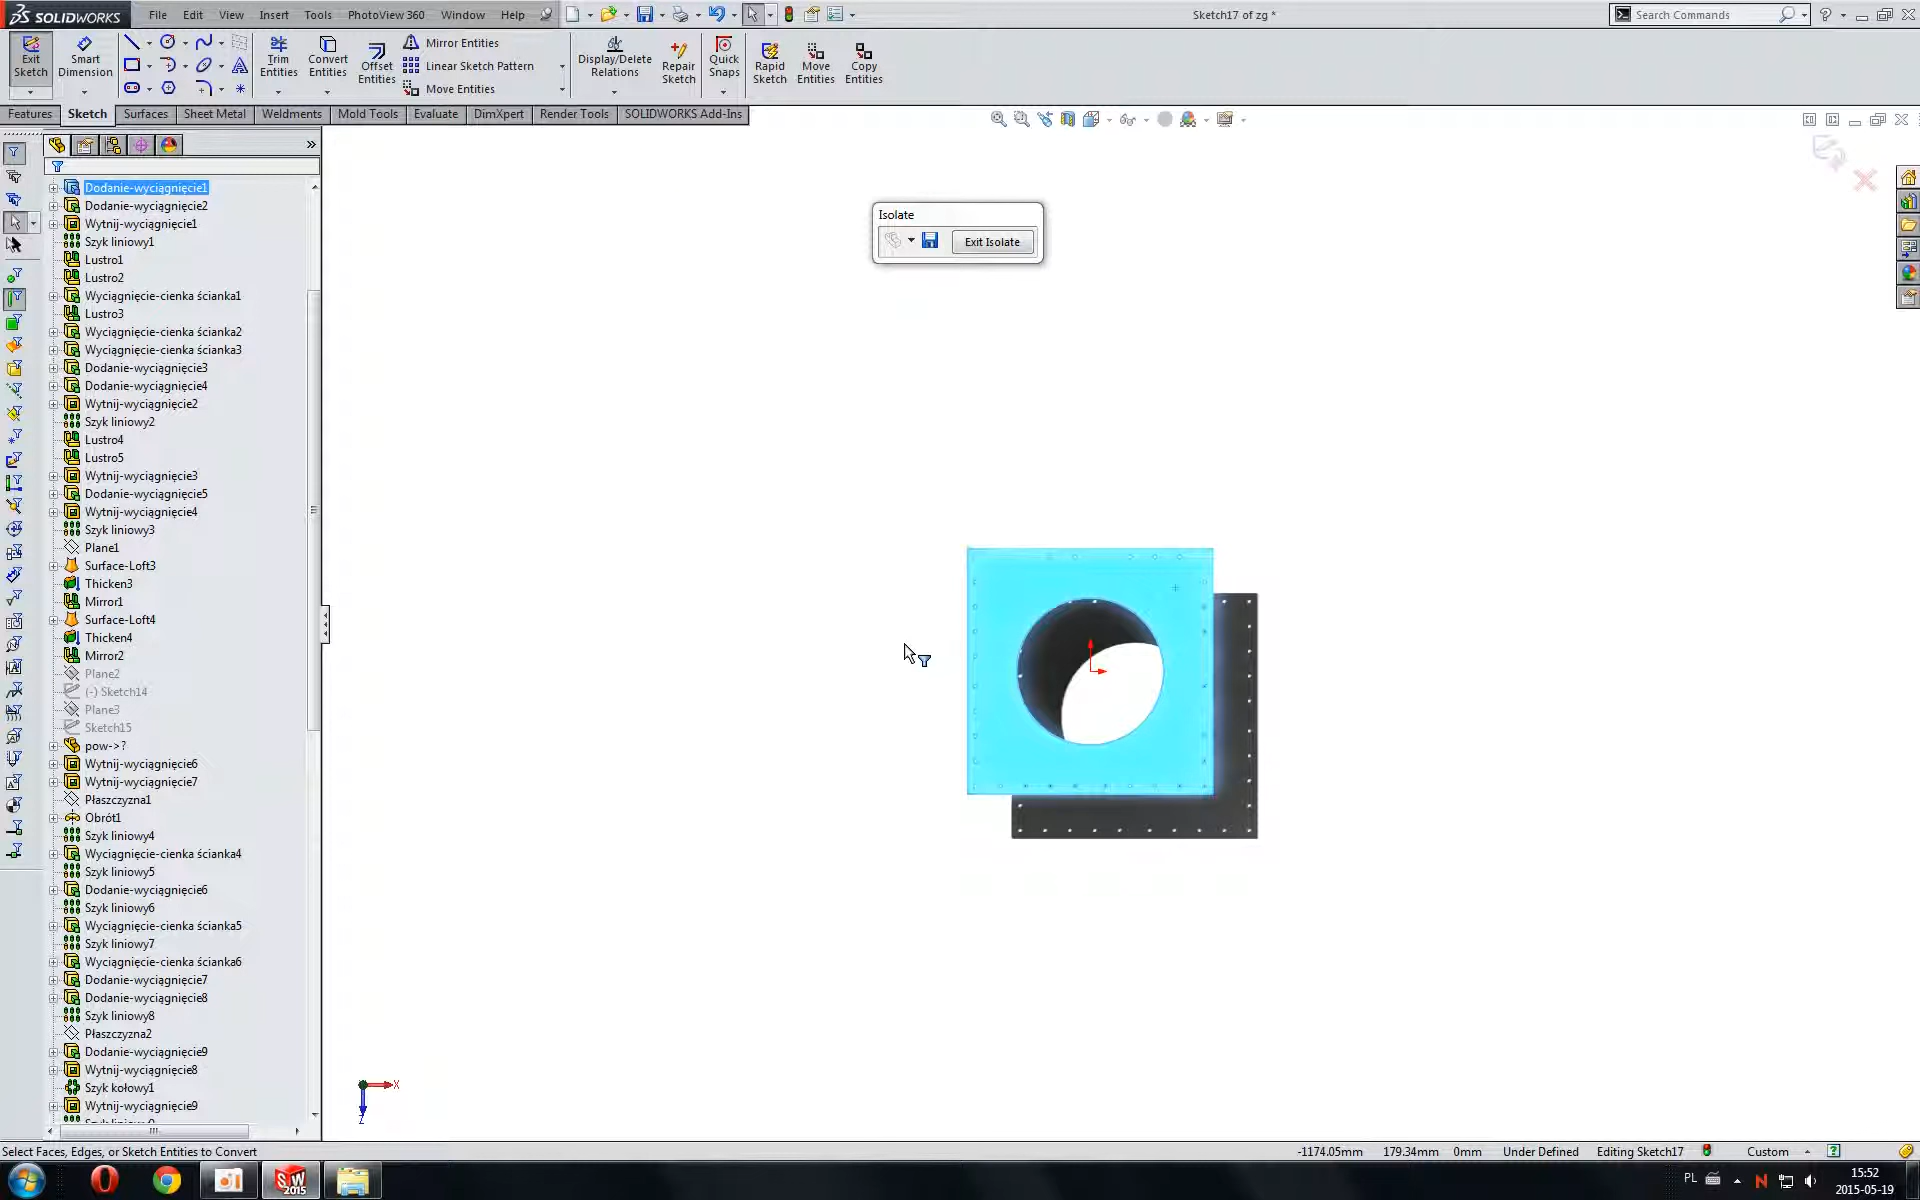 SOLIDWORKS File Edit View Insert Tools PhotoView 360 Window Help Sketch17 of zg * Search Commands
Exit Sketch
Smart Dimension
Trim Entities
Convert Entities
Offset Entities
Mirror Entities
Linear Sketch Pattern
Move Entities
Display/Delete Relations
Repair Sketch
Quick Snaps
Rapid Sketch
Move Entities
Copy Entities
Features Sketch Surfaces Sheet Metal Weldments Mold Tools Evaluate DimXpert Render Tools SOLIDWORKS Add-Ins
Dodanie-wyciągnięcie1
Dodanie-wyciągnięcie2
Wytnij-wyciągnięcie1
Szyk liniowy1
Lustro1
Lustro2
Wyciągnięcie-cienka ścianka1
Lustro3
Wyciągnięcie-cienka ścianka2
Wyciągnięcie-cienka ścianka3
Dodanie-wyciągnięcie3
Dodanie-wyciągnięcie4
Wytnij-wyciągnięcie2
Szyk liniowy2
Lustro4
Lustro5
Wytnij-wyciągnięcie3
Dodanie-wyciągnięcie5
Wytnij-wyciągnięcie4
Szyk liniowy3
Plane1
Surface-Loft3
Thicken3
Mirror1
Surface-Loft4
Thicken4
Mirror2
Plane2
(-) Sketch14
Plane3
Sketch15
pow->?
Wytnij-wyciągnięcie6
Wytnij-wyciągnięcie7
Płaszczyzna1
Obrót1
Szyk liniowy4
Wyciągnięcie-cienka ścianka4
Szyk liniowy5
Dodanie-wyciągnięcie6
Szyk liniowy6
Wyciągnięcie-cienka ścianka5
Szyk liniowy7
Wyciągnięcie-cienka ścianka6
Dodanie-wyciągnięcie7
Dodanie-wyciągnięcie8
Szyk liniowy8
Płaszczyzna2
Dodanie-wyciągnięcie9
Wytnij-wyciągnięcie8
Szyk kołowy1
Wytnij-wyciągnięcie9
Isolate
Exit Isolate
X
Z
Select Faces, Edges, or Sketch Entities to Convert -1174.05mm 179.34mm 0mm Under Defined Editing Sketch17 Custom
SW 2015
PL
15:52
2015-05-19